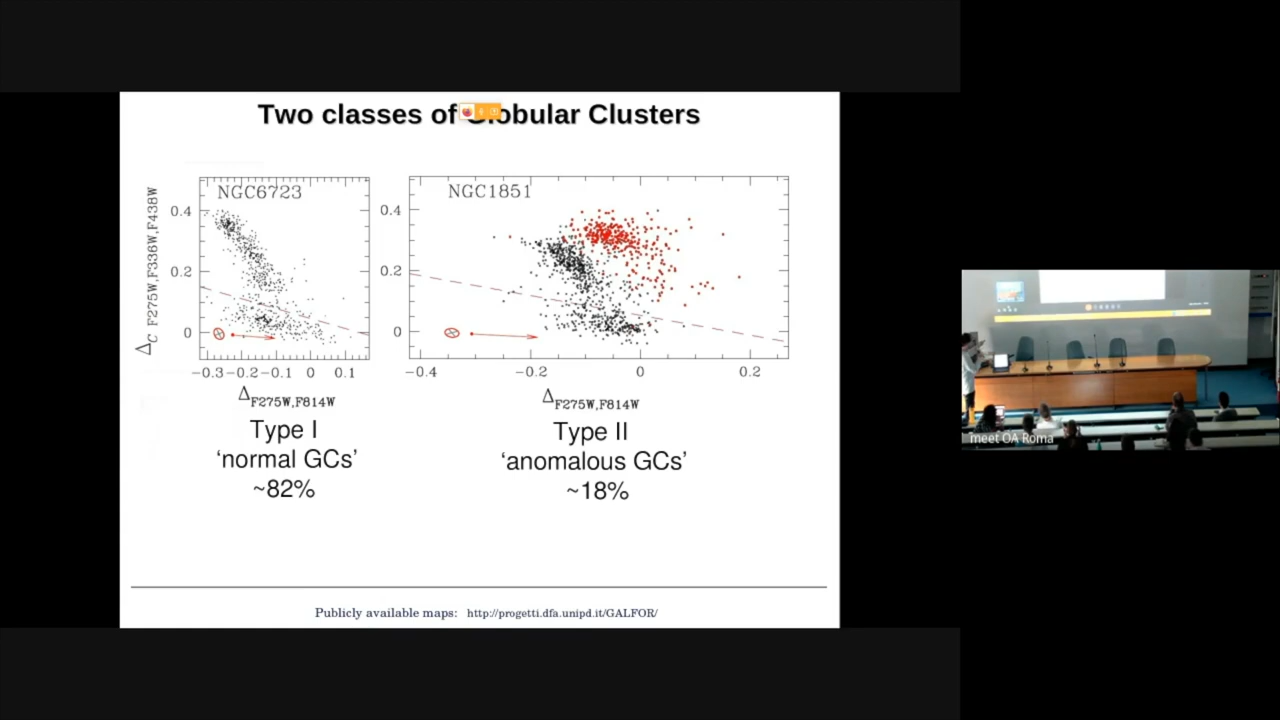 Two classes of Globular Clusters
NGC6723
NGC1851
Δ_C F275W,F336W,F438W
0.4
0.2
0
0.4
0.2
0
−0.3 −0.2 −0.1 0 0.1
−0.4 −0.2 0 0.2
Δ_F275W,F814W
Δ_F275W,F814W
Type I
‘normal GCs’
~82%
Type II
‘anomalous GCs’
~18%
Publicly available maps: http://progetti.dfa.unipd.it/GALFOR/
meet OA Roma